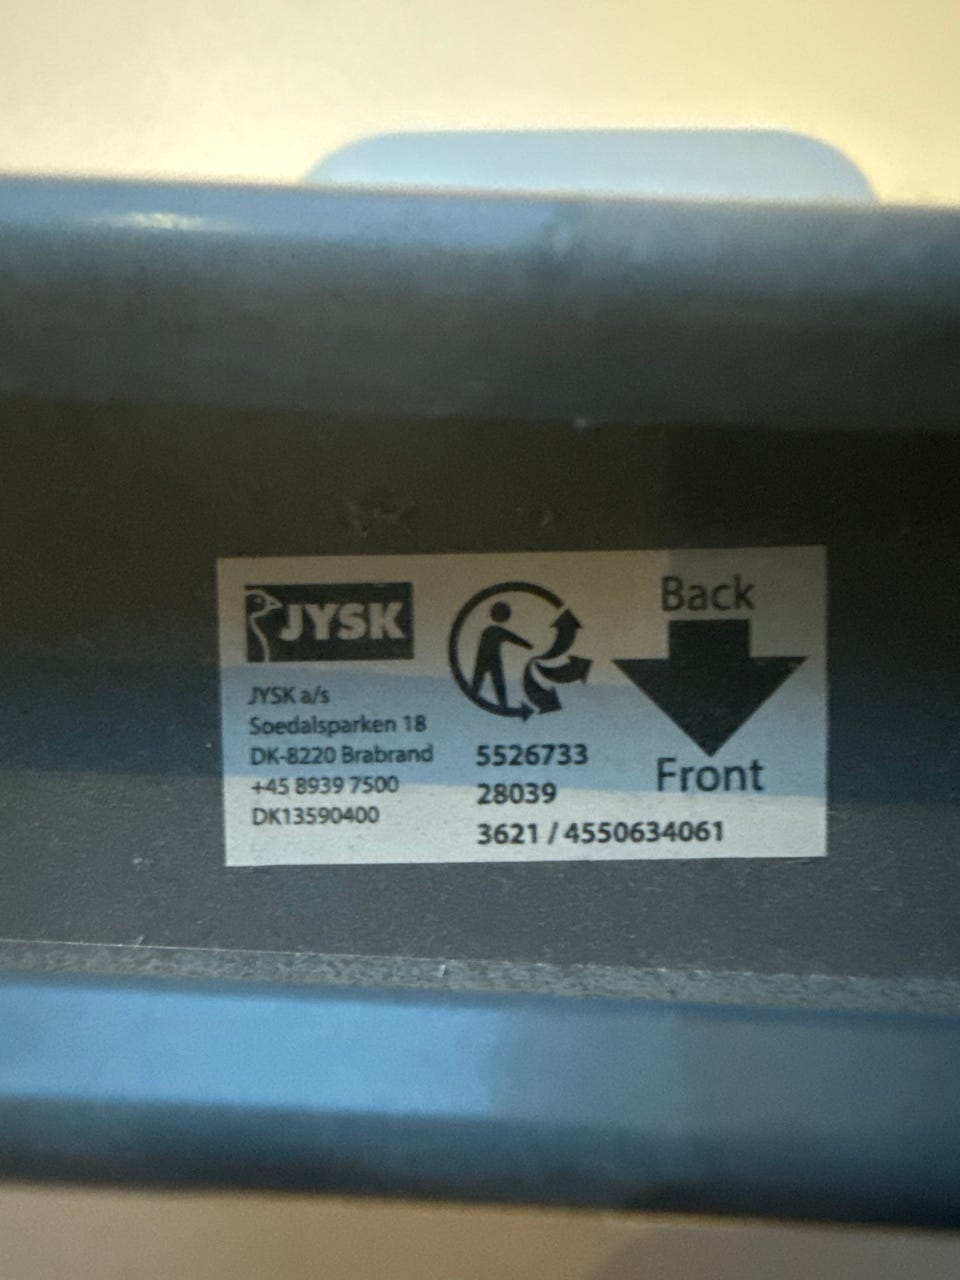 JYSK
JYSK a/s
Soedalsparken 18
DK-8220 Brabrand
+45 8939 7500
DK13590400
5526733
28039
3621 / 4550634061
Back
Front